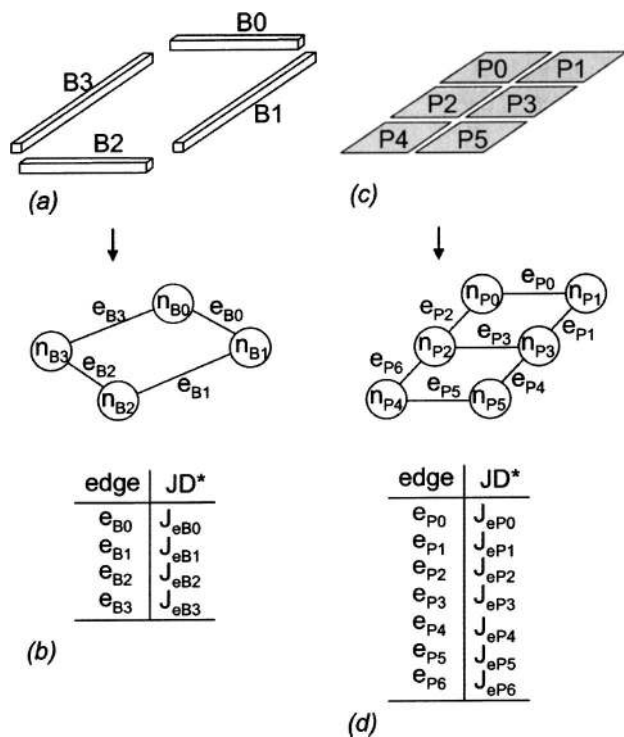 B0
B3
B1
B2
(a)
P0 P1
P2 P3
P4 P5
(c)
n_B0
e_B3 e_B0
n_B3 n_B1
e_B2
e_B1
n_B2
edge JD*
e_B0 J_eB0
e_B1 J_eB1
e_B2 J_eB2
e_B3 J_eB3
(b)
e_P0
n_P0 n_P1
e_P2 e_P3 e_P1
n_P2 n_P3
e_P6 e_P5 e_P4
n_P4 n_P5
edge JD*
e_P0 J_eP0
e_P1 J_eP1
e_P2 J_eP2
e_P3 J_eP3
e_P4 J_eP4
e_P5 J_eP5
e_P6 J_eP6
(d)